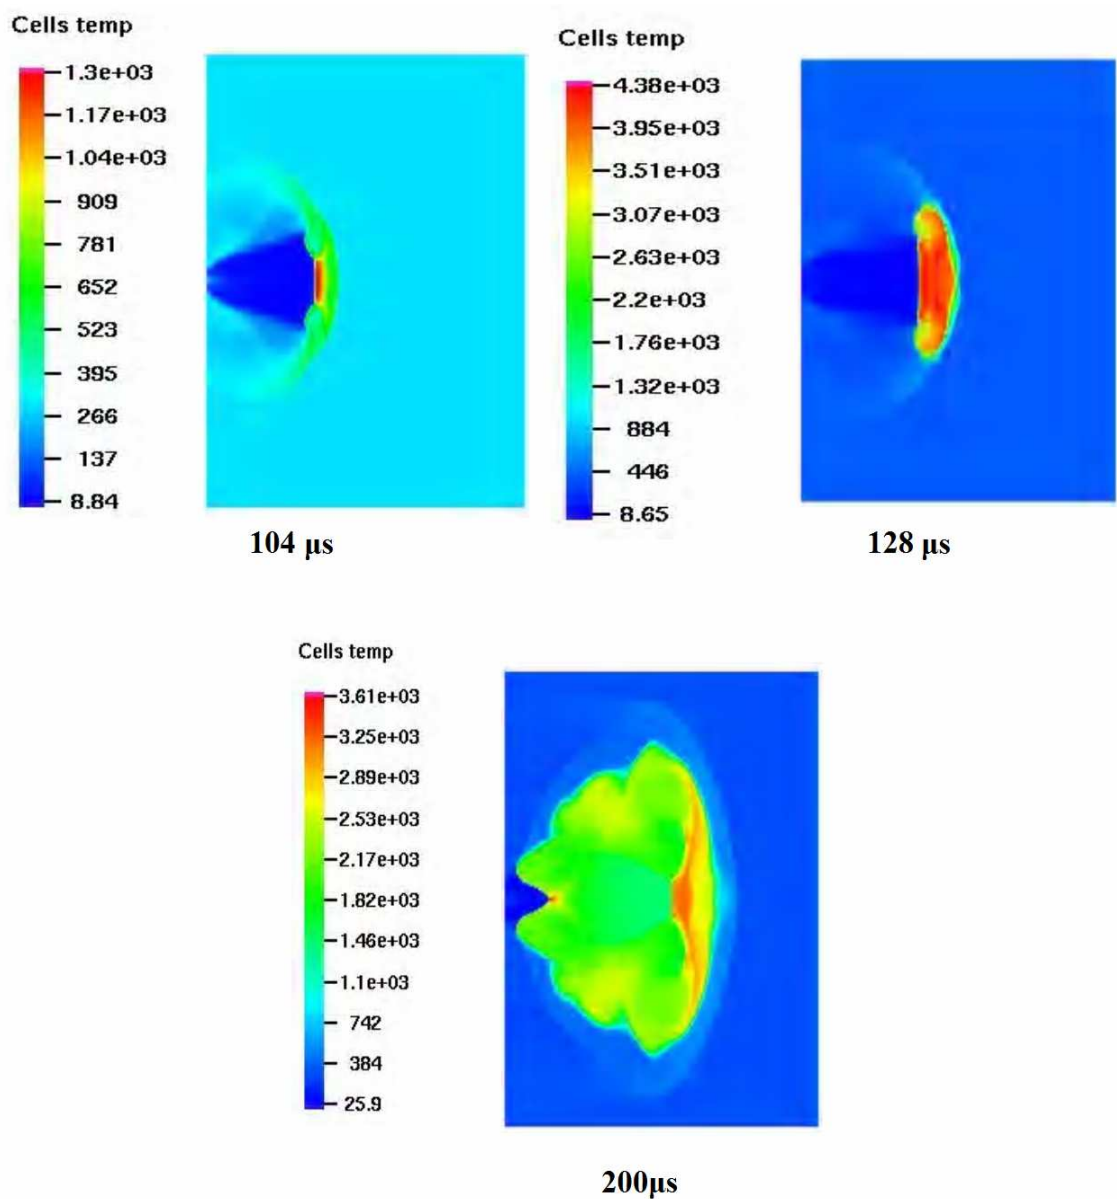 Cells temp
1.3e+03
1.17e+03
1.04e+03
909
781
652
523
395
266
137
8.84
104 μs
Cells temp
4.38e+03
3.95e+03
3.51e+03
3.07e+03
2.63e+03
2.2e+03
1.76e+03
1.32e+03
884
446
8.65
128 μs
Cells temp
3.61e+03
3.25e+03
2.89e+03
2.53e+03
2.17e+03
1.82e+03
1.46e+03
1.1e+03
742
384
25.9
200μs